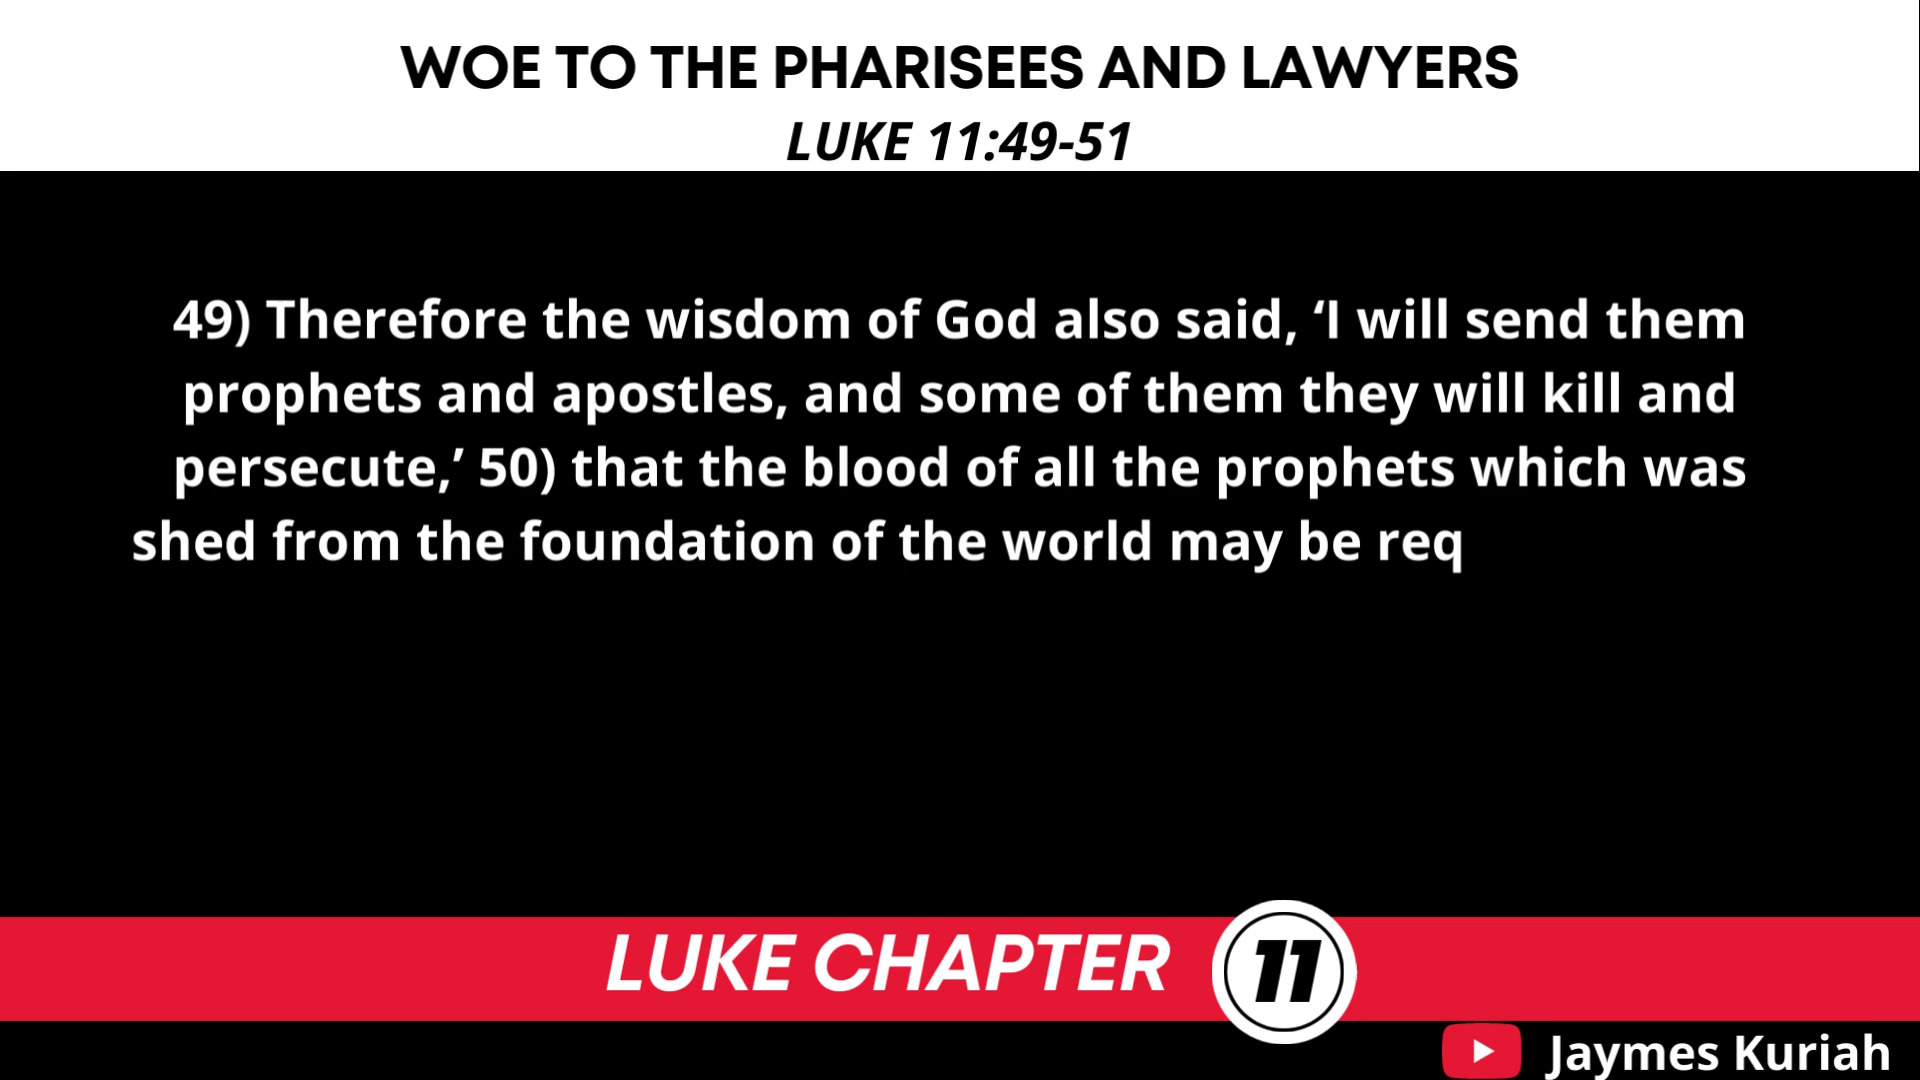 WOE TO THE PHARISEES AND LAWYERS
LUKE 11:49-51
49) Therefore the wisdom of God also said, ‘I will send them
prophets and apostles, and some of them they will kill and
persecute,’ 50) that the blood of all the prophets which was
shed from the foundation of the world may be req
LUKE CHAPTER 11
Jaymes Kuriah